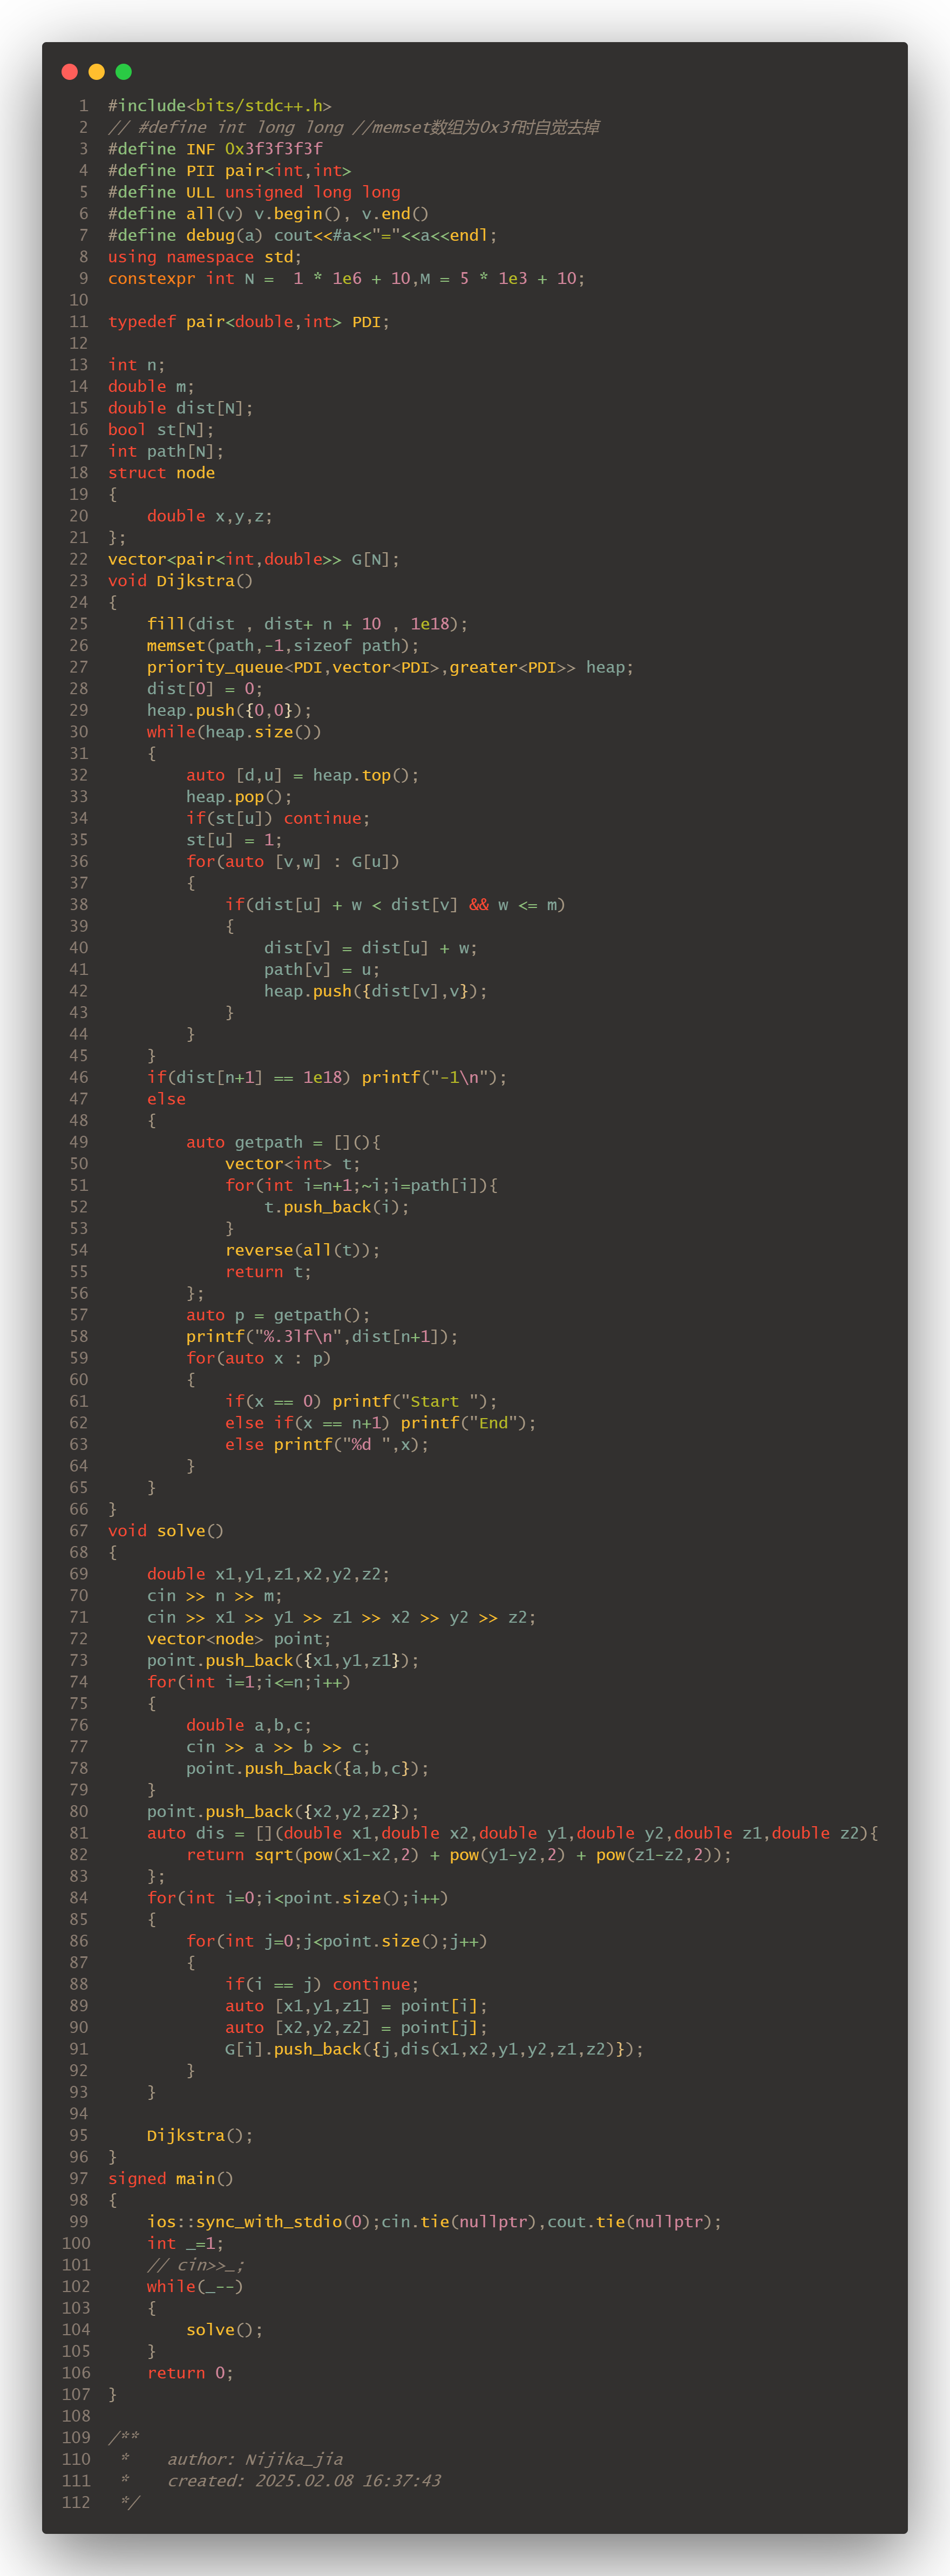 1 #include<bits/stdc++.h>
2 // #define int long long //memset数组为0x3f时自觉去掉
3 #define INF 0x3f3f3f3f
4 #define PII pair<int,int>
5 #define ULL unsigned long long
6 #define all(v) v.begin(), v.end()
7 #define debug(a) cout<<#a<<"="<<a<<endl;
8 using namespace std;
9 constexpr int N =  1 * 1e6 + 10,M = 5 * 1e3 + 10;
10
11 typedef pair<double,int> PDI;
12
13 int n;
14 double m;
15 double dist[N];
16 bool st[N];
17 int path[N];
18 struct node
19 {
20     double x,y,z;
21 };
22 vector<pair<int,double>> G[N];
23 void Dijkstra()
24 {
25     fill(dist , dist+ n + 10 , 1e18);
26     memset(path,-1,sizeof path);
27     priority_queue<PDI,vector<PDI>,greater<PDI>> heap;
28     dist[0] = 0;
29     heap.push({0,0});
30     while(heap.size())
31     {
32         auto [d,u] = heap.top();
33         heap.pop();
34         if(st[u]) continue;
35         st[u] = 1;
36         for(auto [v,w] : G[u])
37         {
38             if(dist[u] + w < dist[v] && w <= m)
39             {
40                 dist[v] = dist[u] + w;
41                 path[v] = u;
42                 heap.push({dist[v],v});
43             }
44         }
45     }
46     if(dist[n+1] == 1e18) printf("-1\n");
47     else
48     {
49         auto getpath = [](){
50             vector<int> t;
51             for(int i=n+1;~i;i=path[i]){
52                 t.push_back(i);
53             }
54             reverse(all(t));
55             return t;
56         };
57         auto p = getpath();
58         printf("%.3lf\n",dist[n+1]);
59         for(auto x : p)
60         {
61             if(x == 0) printf("Start ");
62             else if(x == n+1) printf("End");
63             else printf("%d ",x);
64         }
65     }
66 }
67 void solve()
68 {
69     double x1,y1,z1,x2,y2,z2;
70     cin >> n >> m;
71     cin >> x1 >> y1 >> z1 >> x2 >> y2 >> z2;
72     vector<node> point;
73     point.push_back({x1,y1,z1});
74     for(int i=1;i<=n;i++)
75     {
76         double a,b,c;
77         cin >> a >> b >> c;
78         point.push_back({a,b,c});
79     }
80     point.push_back({x2,y2,z2});
81     auto dis = [](double x1,double x2,double y1,double y2,double z1,double z2){
82         return sqrt(pow(x1-x2,2) + pow(y1-y2,2) + pow(z1-z2,2));
83     };
84     for(int i=0;i<point.size();i++)
85     {
86         for(int j=0;j<point.size();j++)
87         {
88             if(i == j) continue;
89             auto [x1,y1,z1] = point[i];
90             auto [x2,y2,z2] = point[j];
91             G[i].push_back({j,dis(x1,x2,y1,y2,z1,z2)});
92         }
93     }
94
95     Dijkstra();
96 }
97 signed main()
98 {
99     ios::sync_with_stdio(0);cin.tie(nullptr),cout.tie(nullptr);
100     int _=1;
101     // cin>>_;
102     while(_--)
103     {
104         solve();
105     }
106     return 0;
107 }
108
109 /**
110  *    author: Nijika_jia
111  *    created: 2025.02.08 16:37:43
112  */